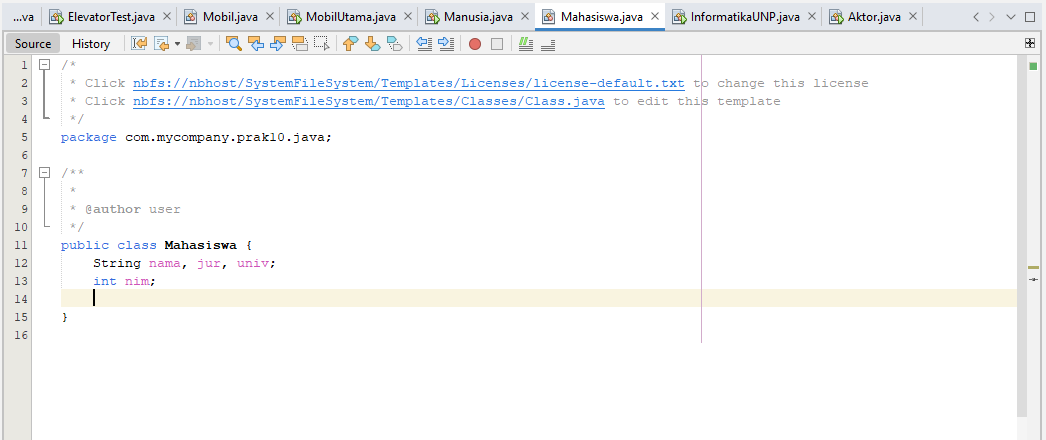 ...va ElevatorTest.java Mobil.java MobilUtama.java Manusia.java Mahasiswa.java InformatikaUNP.java Aktor.java
Source History
1 /*
2 * Click nbfs://nbhost/SystemFileSystem/Templates/Licenses/license-default.txt to change this license
3 * Click nbfs://nbhost/SystemFileSystem/Templates/Classes/Class.java to edit this template
4 */
5 package com.mycompany.prak10.java;
6
7 /**
8 *
9 * @author user
10 */
11 public class Mahasiswa {
12 String nama, jur, univ;
13 int nim;
14
15 }
16